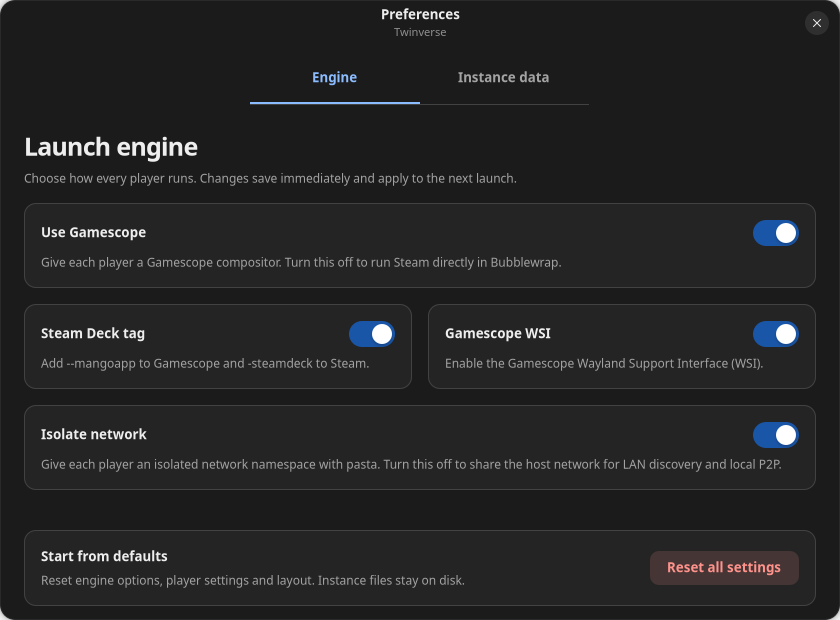 Preferences
Twinverse
Engine
Instance data
Launch engine
Choose how every player runs. Changes save immediately and apply to the next launch.
Use Gamescope
Give each player a Gamescope compositor. Turn this off to run Steam directly in Bubblewrap.
Steam Deck tag
Add --mangoapp to Gamescope and -steamdeck to Steam.
Gamescope WSI
Enable the Gamescope Wayland Support Interface (WSI).
Isolate network
Give each player an isolated network namespace with pasta. Turn this off to share the host network for LAN discovery and local P2P.
Start from defaults
Reset engine options, player settings and layout. Instance files stay on disk.
Reset all settings